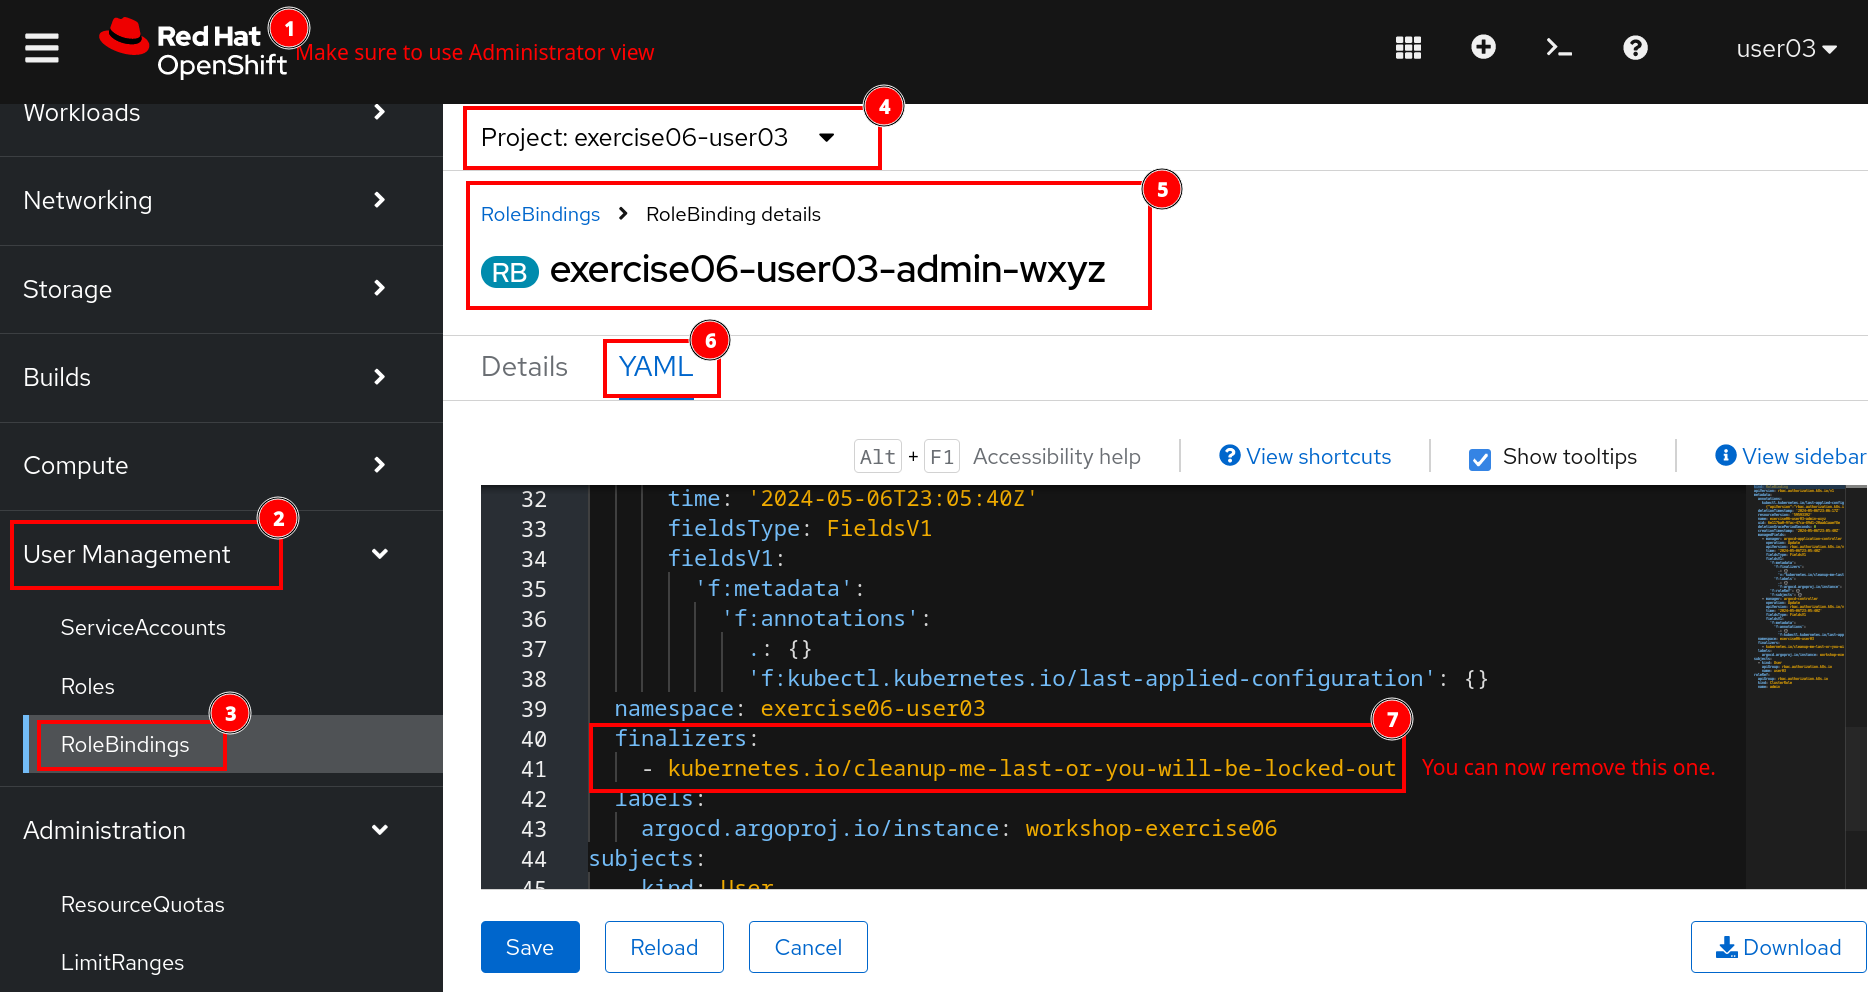 Red Hat
OpenShift
1
Make sure to use Administrator view
user03
Workloads
Networking
Storage
Builds
Compute
2
User Management
ServiceAccounts
Roles
3
RoleBindings
Administration
ResourceQuotas
LimitRanges
4
Project: exercise06-user03
5
RoleBindings > RoleBinding details
RB exercise06-user03-admin-wxyz
6
Details YAML
Alt + F1 Accessibility help View shortcuts Show tooltips View sidebar
32 time: '2024-05-06T23:05:40Z'
33 fieldsType: FieldsV1
34 fieldsV1:
35 'f:metadata':
36 'f:annotations':
37 .: {}
38 'f:kubectl.kubernetes.io/last-applied-configuration': {}
39 namespace: exercise06-user03
7
40 finalizers:
41 - kubernetes.io/cleanup-me-last-or-you-will-be-locked-out
You can now remove this one.
42 labels:
43 argocd.argoproj.io/instance: workshop-exercise06
44 subjects:
45 kind: User
Save Reload Cancel Download